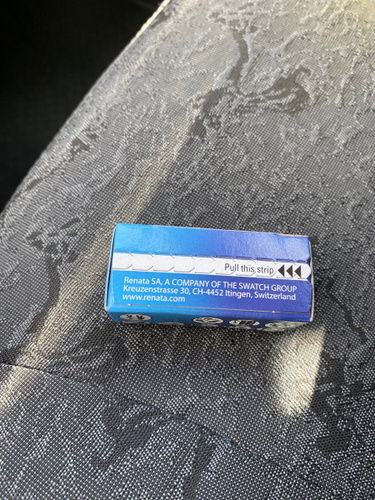 Pull this strip
Renata SA, A COMPANY OF THE SWATCH GROUP
Kreuzenstrasse 30, CH-4452 Itingen, Switzerland
www.renata.com